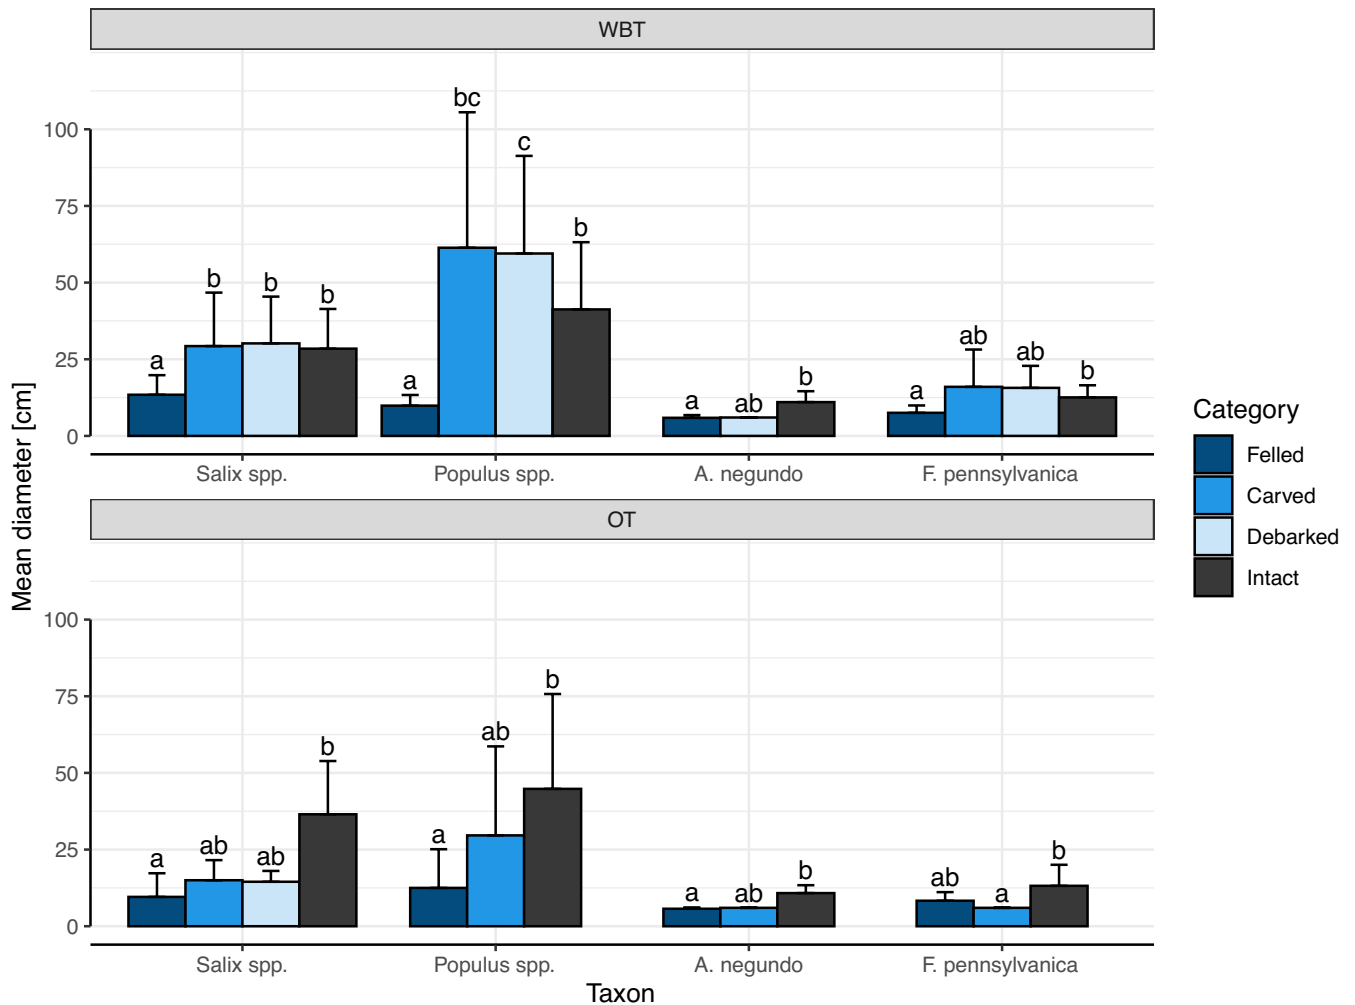 WBT
Mean diameter [cm]
100
75
50
25
0
a
b
b
b
a
bc
c
b
a
ab
b
a
ab
ab
b
Salix spp.
Populus spp.
A. negundo
F. pennsylvanica
OT
100
75
50
25
0
a
ab
ab
b
a
ab
b
a
ab
b
ab
a
b
Salix spp.
Populus spp.
A. negundo
F. pennsylvanica
Taxon
Category
Felled
Carved
Debarked
Intact